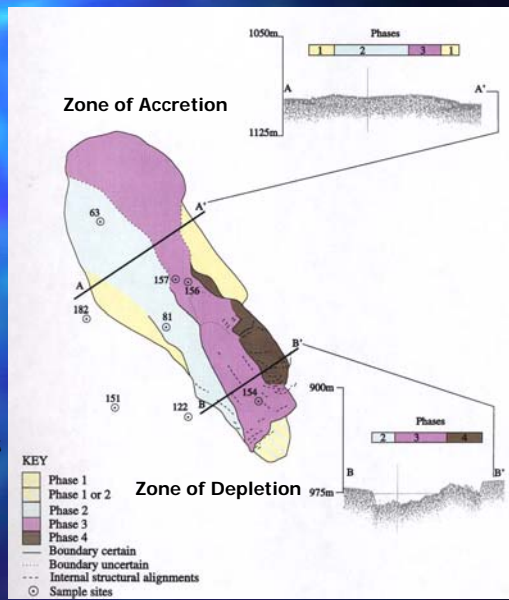 1050m
Phases
1 2 3 1
A A'
1125m
Zone of Accretion
63
A'
A
157
156
182
81
B'
151
122
B
154
900m
Phases
2 3 4
B B'
975m
Zone of Depletion
KEY
Phase 1
Phase 1 or 2
Phase 2
Phase 3
Phase 4
Boundary certain
Boundary uncertain
Internal structural alignments
Sample sites